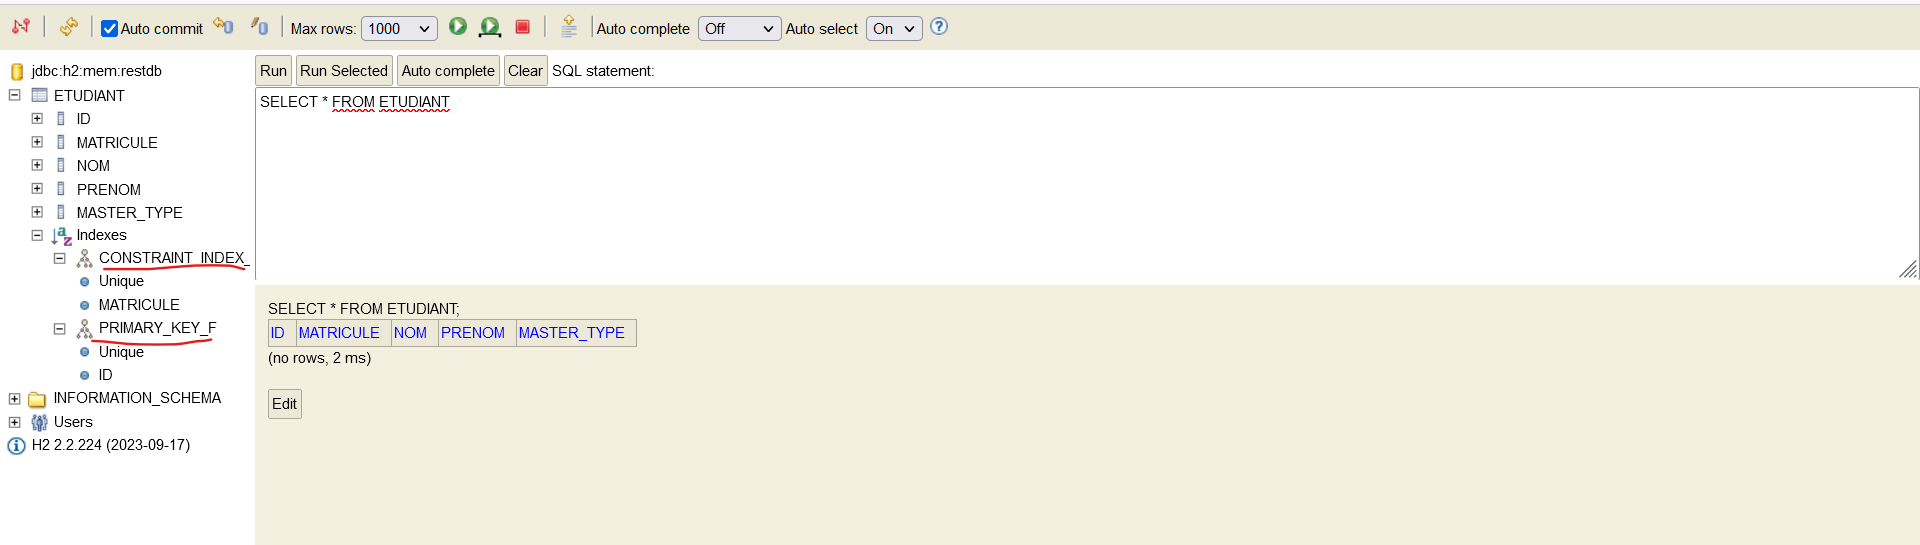 Auto commit Max rows: 1000 Auto complete Off Auto select On ?
jdbc:h2:mem:restdb
ETUDIANT
ID
MATRICULE
NOM
PRENOM
MASTER_TYPE
Indexes
CONSTRAINT_INDEX_
Unique
MATRICULE
PRIMARY_KEY_F
Unique
ID
INFORMATION_SCHEMA
Users
H2 2.2.224 (2023-09-17)
Run Run Selected Auto complete Clear SQL statement:
SELECT * FROM ETUDIANT
SELECT * FROM ETUDIANT;
ID MATRICULE NOM PRENOM MASTER_TYPE
(no rows, 2 ms)
Edit